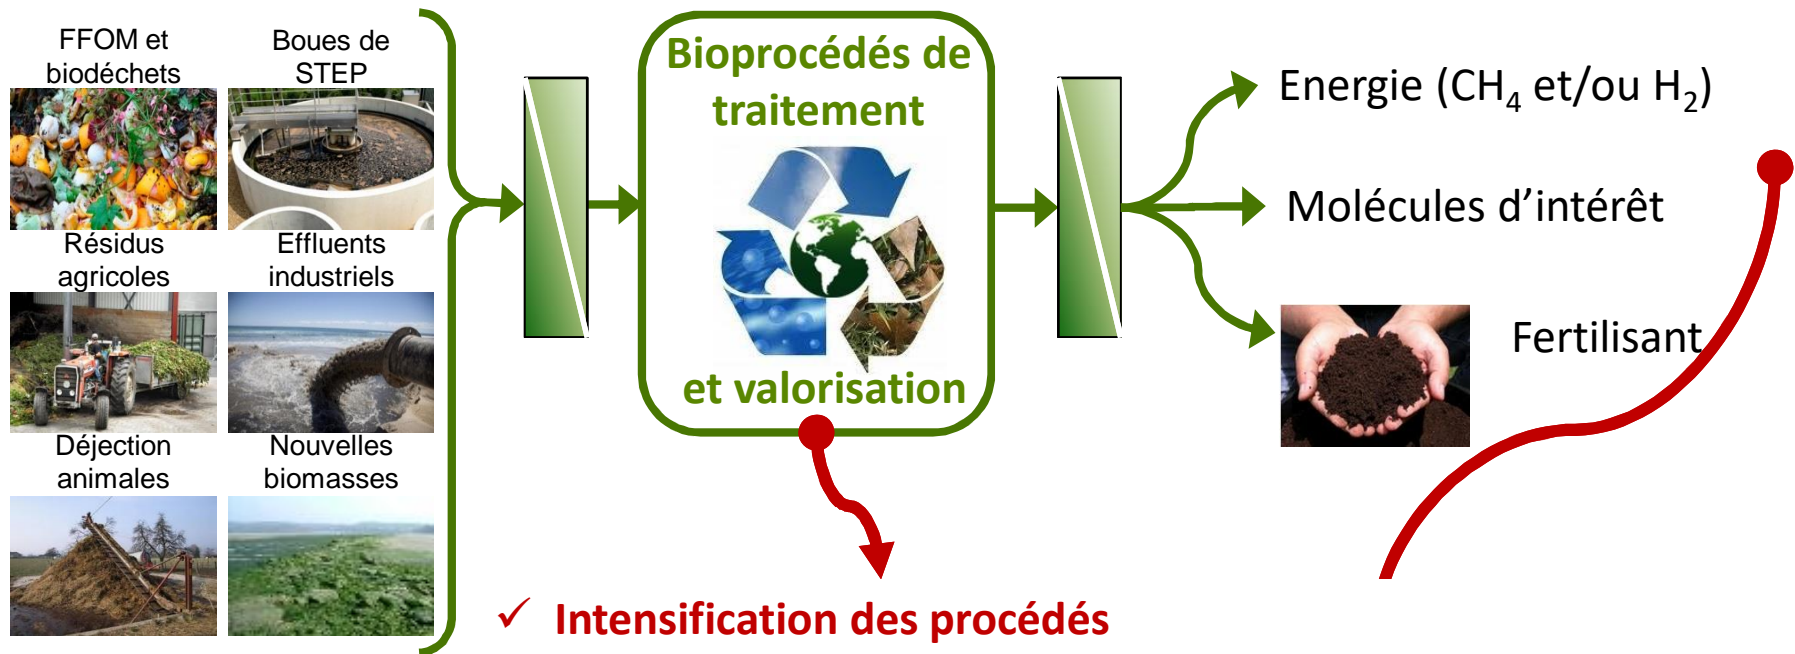 FFOM et
biodéchets
Boues de
STEP
Résidus
agricoles
Effluents
industriels
Déjection
animales
Nouvelles
biomasses
Bioprocédés de
traitement
et valorisation
Energie (CH₄ et/ou H₂)
Molécules d’intérêt
Fertilisant
✓ Intensification des procédés